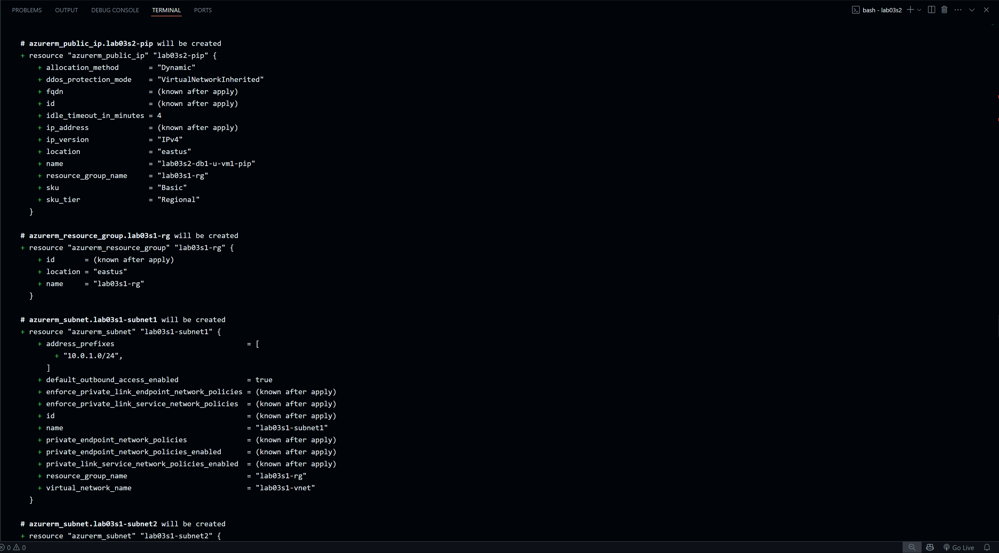 PROBLEMS OUTPUT DEBUG CONSOLE TERMINAL PORTS bash - lab03s2
# azurerm_public_ip.lab03s2-pip will be created
+ resource "azurerm_public_ip" "lab03s2-pip" {
+ allocation_method = "Dynamic"
+ ddos_protection_mode = "VirtualNetworkInherited"
+ fqdn = (known after apply)
+ id = (known after apply)
+ idle_timeout_in_minutes = 4
+ ip_address = (known after apply)
+ ip_version = "IPv4"
+ location = "eastus"
+ name = "lab03s2-db1-u-vm1-pip"
+ resource_group_name = "lab03s1-rg"
+ sku = "Basic"
+ sku_tier = "Regional"
}
# azurerm_resource_group.lab03s1-rg will be created
+ resource "azurerm_resource_group" "lab03s1-rg" {
+ id = (known after apply)
+ location = "eastus"
+ name = "lab03s1-rg"
}
# azurerm_subnet.lab03s1-subnet1 will be created
+ resource "azurerm_subnet" "lab03s1-subnet1" {
+ address_prefixes = [
+ "10.0.1.0/24",
]
+ default_outbound_access_enabled = true
+ enforce_private_link_endpoint_network_policies = (known after apply)
+ enforce_private_link_service_network_policies = (known after apply)
+ id = (known after apply)
+ name = "lab03s1-subnet1"
+ private_endpoint_network_policies = (known after apply)
+ private_endpoint_network_policies_enabled = (known after apply)
+ private_link_service_network_policies_enabled = (known after apply)
+ resource_group_name = "lab03s1-rg"
+ virtual_network_name = "lab03s1-vnet"
}
# azurerm_subnet.lab03s1-subnet2 will be created
+ resource "azurerm_subnet" "lab03s1-subnet2" {
0 0 Go Live